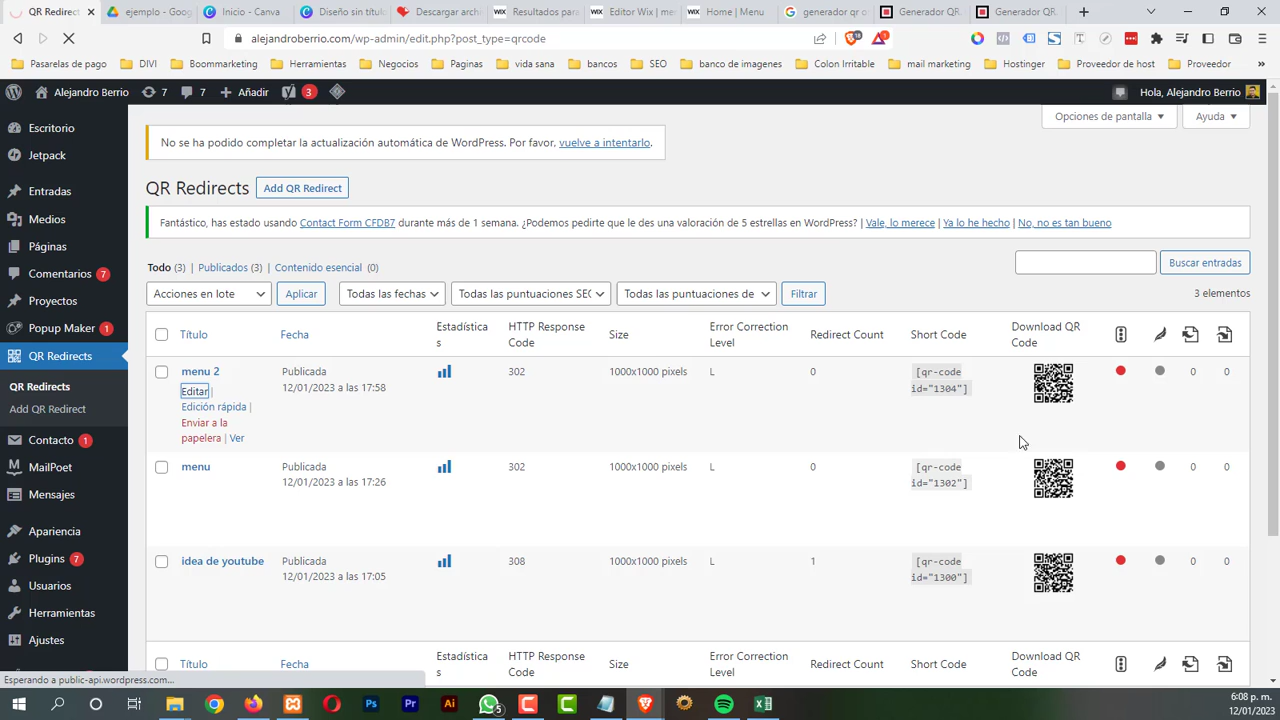 QR Redirects
ejemplo - Goog
Inicio - Canva
Diseño sin títul
Descargar archi
Resultados para
Editor Wix | me
Home | Menu
generador qr o
Generador QR
Generador QR
alejandroberrio.com/wp-admin/edit.php?post_type=qrcode
Pasarelas de pago
DIVI
Boommarketing
Herramientas
Negocios
Paginas
vida sana
bancos
SEO
banco de imagenes
Colon Irritable
mail marketing
Hostinger
Proveedor de host
Proveedor
Alejandro Berrio
7
7
Añadir
3
Hola, Alejandro Berrio
Escritorio
Jetpack
Entradas
Medios
Páginas
Comentarios 7
Proyectos
Popup Maker 1
QR Redirects
QR Redirects
Add QR Redirect
Contacto 1
MailPoet
Mensajes
Apariencia
Plugins 7
Usuarios
Herramientas
Ajustes
Opciones de pantalla
Ayuda
No se ha podido completar la actualización automática de WordPress. Por favor, vuelve a intentarlo.
QR Redirects
Add QR Redirect
Fantástico, has estado usando Contact Form CFDB7 durante más de 1 semana. ¿Podemos pedirte que le des una valoración de 5 estrellas en WordPress? | Vale, lo merece | Ya lo he hecho | No, no es tan bueno
Todo (3) | Publicados (3) | Contenido esencial (0)
Buscar entradas
Acciones en lote
Aplicar
Todas las fechas
Todas las puntuaciones SEO
Todas las puntuaciones de
Filtrar
3 elementos
Título
Fecha
Estadística
s
HTTP Response
Code
Size
Error Correction
Level
Redirect Count
Short Code
Download QR
Code
menu 2
Editar |
Edición rápida |
Enviar a la
papelera | Ver
Publicada
12/01/2023 a las 17:58
302
1000x1000 pixels
L
0
[qr-code
id="1304"]
0
0
menu
Publicada
12/01/2023 a las 17:26
302
1000x1000 pixels
L
0
[qr-code
id="1302"]
0
0
idea de youtube
Publicada
12/01/2023 a las 17:05
308
1000x1000 pixels
L
1
[qr-code
id="1300"]
0
0
Título
Fecha
Estadística
s
HTTP Response
Code
Size
Error Correction
Level
Redirect Count
Short Code
Download QR
Code
Esperando a public-api.wordpress.com...
6:08 p. m.
12/01/2023